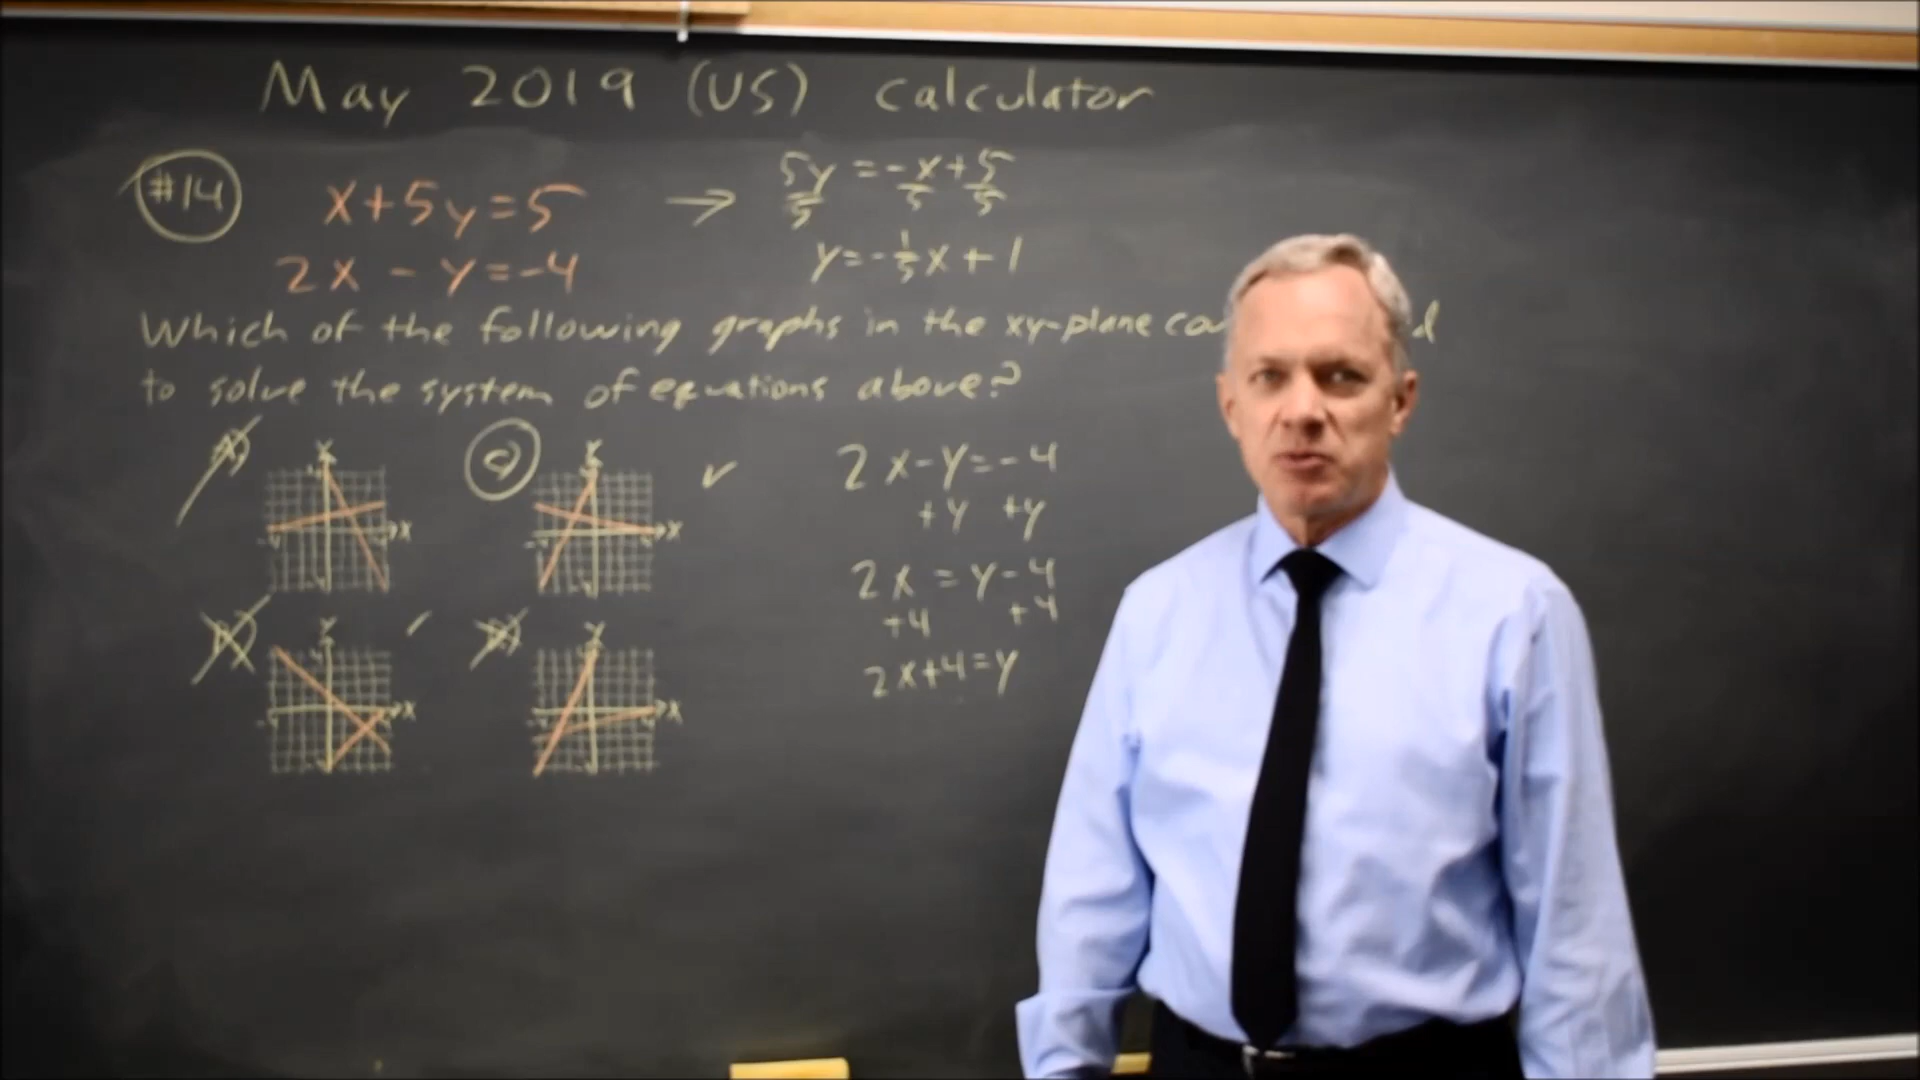 May 2019 (US) Calculator
#14
x+5y=5 → 5y/5 = -x/5 + 5/5
y=-1/5x+1
2x - y=-4
Which of the following graphs in the xy-plane
to solve the system of equations above?
A) y x
C) y x ✓
B) y x ✓
D) y x
2x-y=-4
+y +y
2x = y-4
+4 +4
2x+4=y